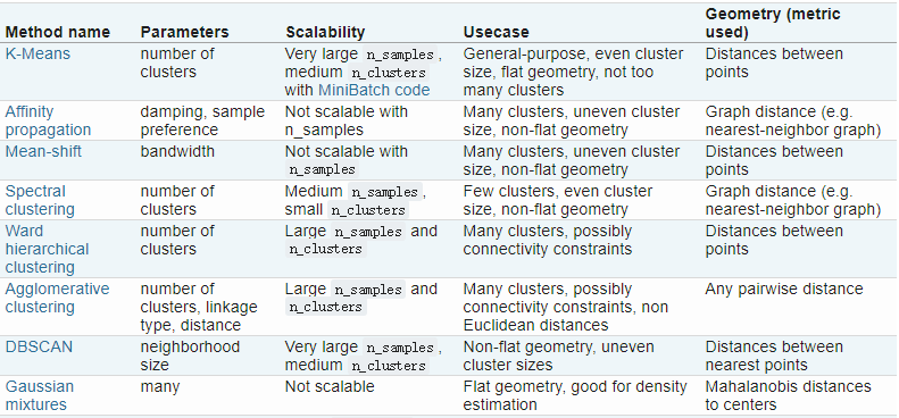 Method name Parameters Scalability Usecase Geometry (metric used)
K-Means number of clusters Very large n_samples, medium n_clusters with MiniBatch code General-purpose, even cluster size, flat geometry, not too many clusters Distances between points
Affinity propagation damping, sample preference Not scalable with n_samples Many clusters, uneven cluster size, non-flat geometry Graph distance (e.g. nearest-neighbor graph)
Mean-shift bandwidth Not scalable with n_samples Many clusters, uneven cluster size, non-flat geometry Distances between points
Spectral clustering number of clusters Medium n_samples, small n_clusters Few clusters, even cluster size, non-flat geometry Graph distance (e.g. nearest-neighbor graph)
Ward hierarchical clustering number of clusters Large n_samples and n_clusters Many clusters, possibly connectivity constraints Distances between points
Agglomerative clustering number of clusters, linkage type, distance Large n_samples and n_clusters Many clusters, possibly connectivity constraints, non Euclidean distances Any pairwise distance
DBSCAN neighborhood size Very large n_samples, medium n_clusters Non-flat geometry, uneven cluster sizes Distances between nearest points
Gaussian mixtures many Not scalable Flat geometry, good for density estimation Mahalanobis distances to centers